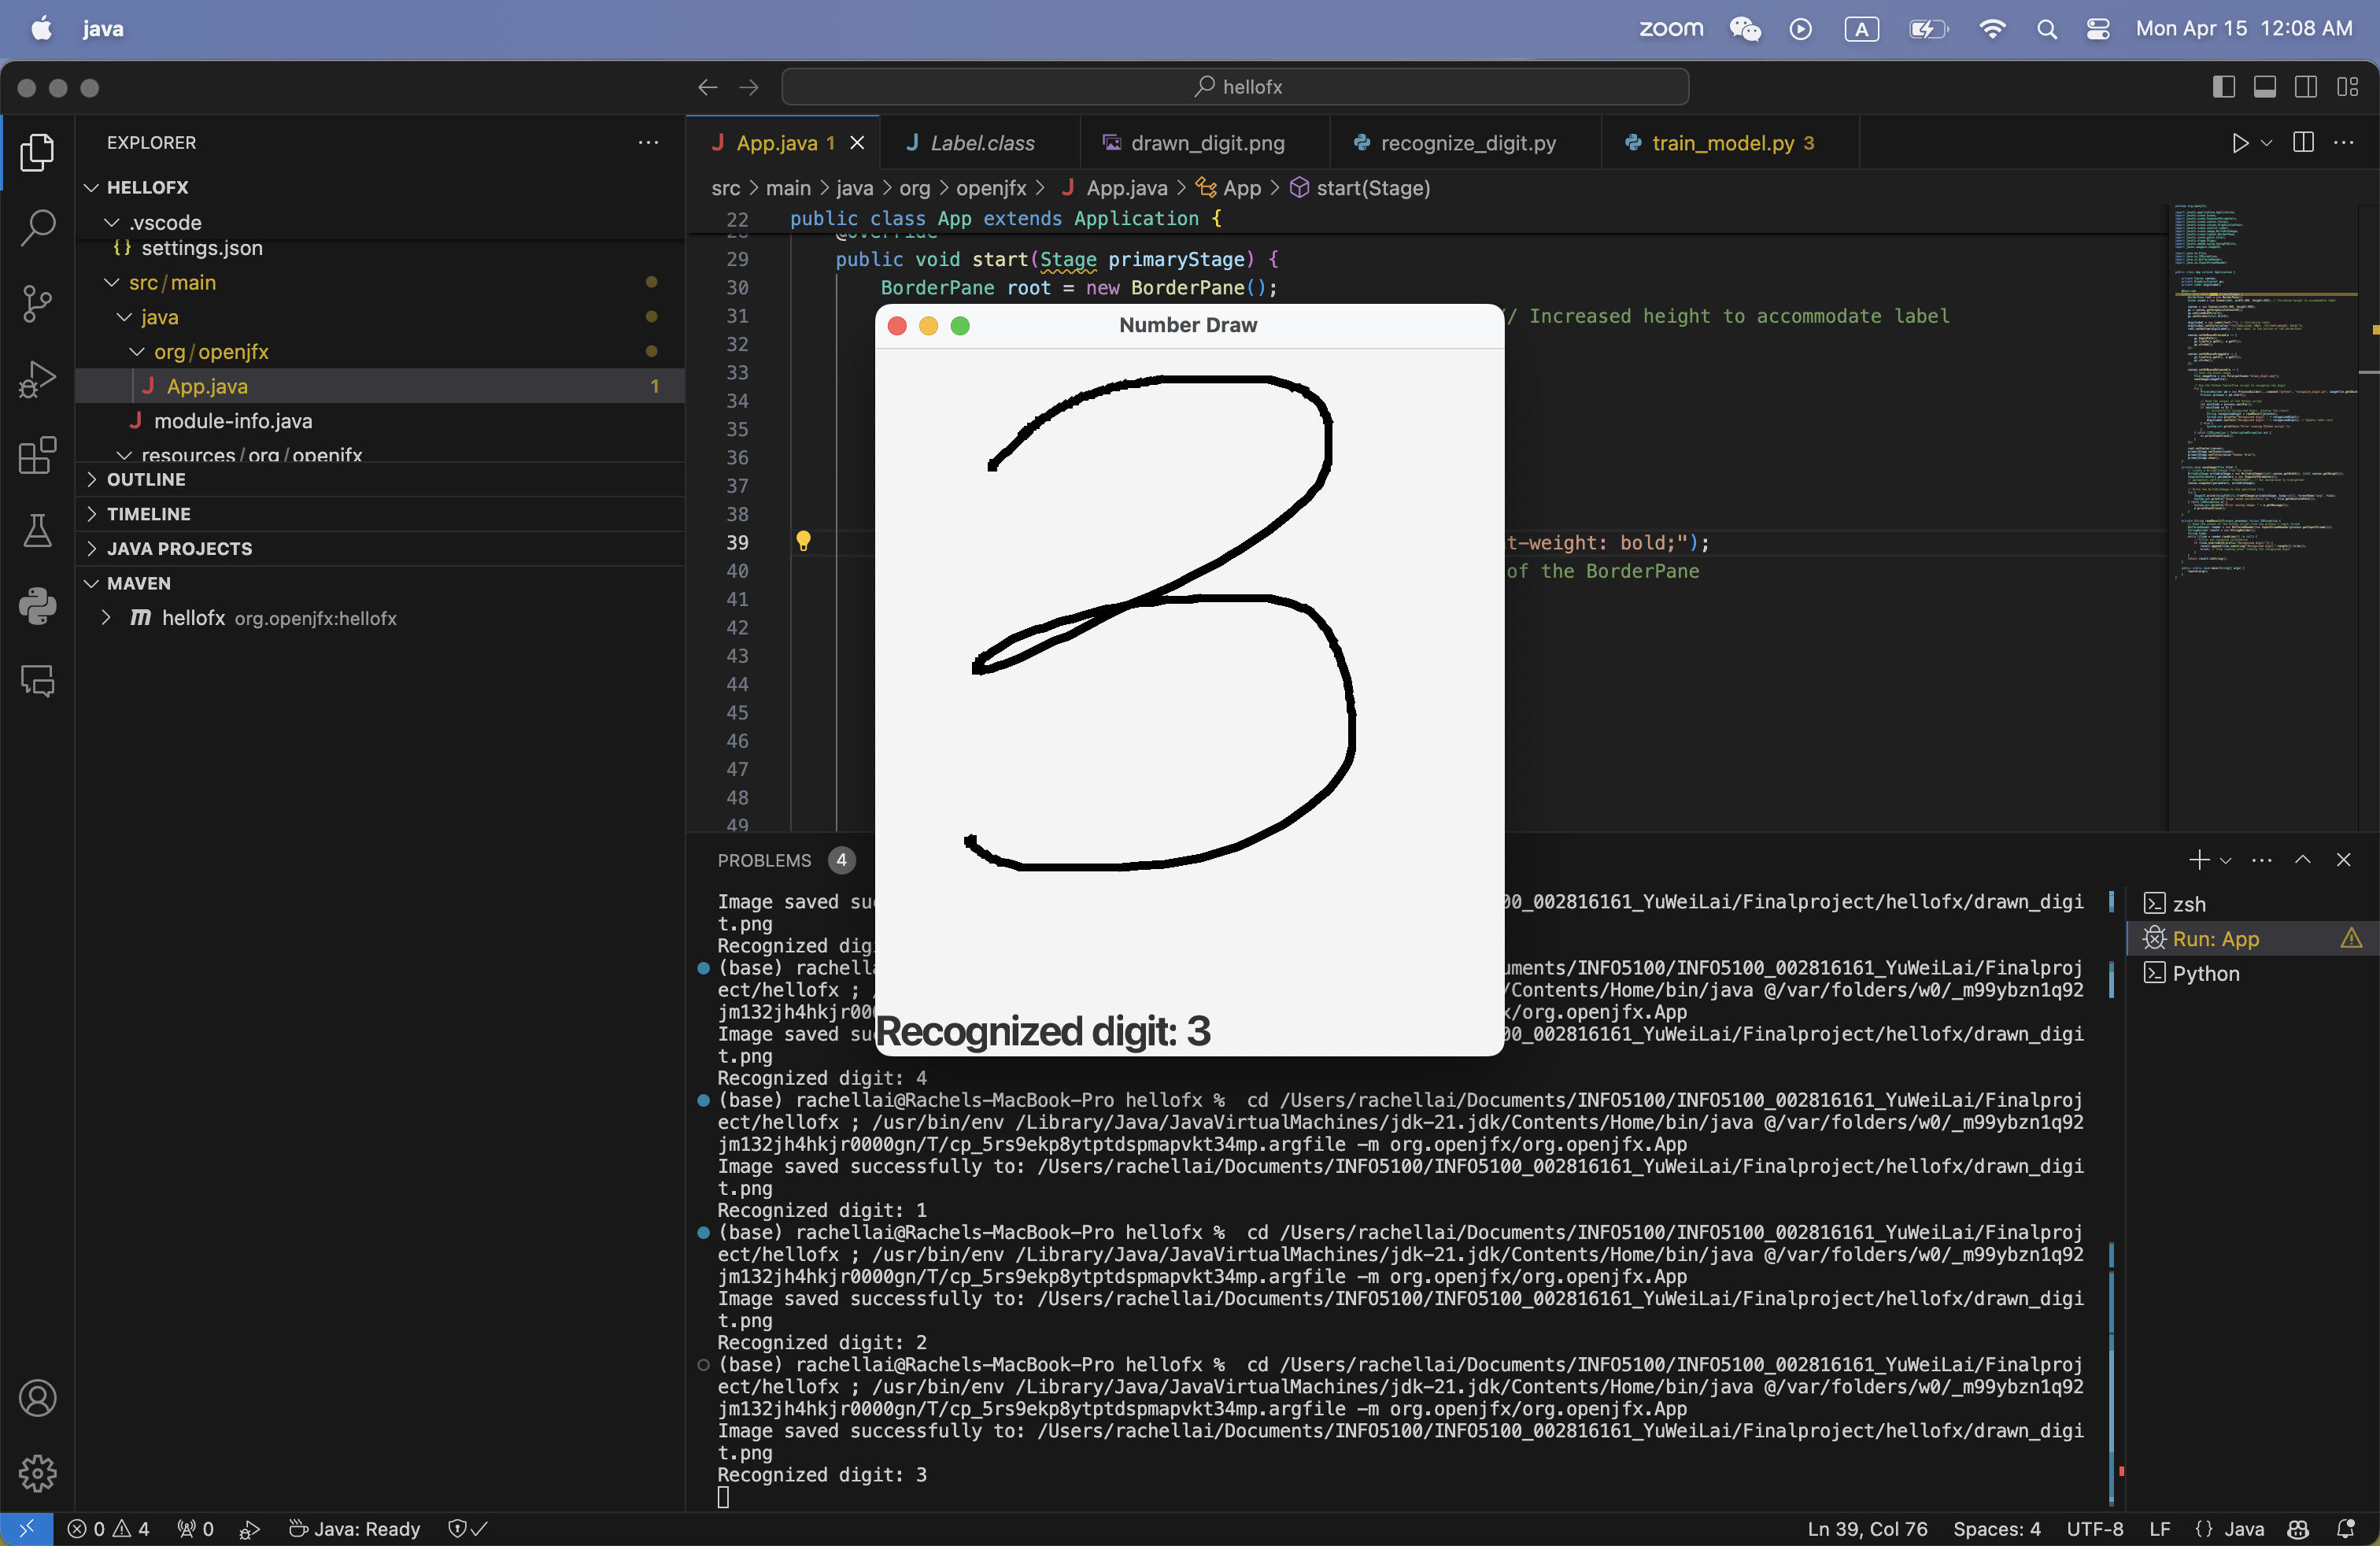 java
zoom
A
Mon Apr 15 12:08 AM
hellofx
EXPLORER
HELLOFX
.vscode
{} settings.json
src/main
java
org/openjfx
J App.java 1
J module-info.java
resources/org/openjfx
OUTLINE
TIMELINE
JAVA PROJECTS
MAVEN
hellofx org.openjfx:hellofx
J App.java 1
J Label.class
drawn_digit.png
recognize_digit.py
train_model.py 3
src > main > java > org > openjfx > J App.java > App > start(Stage)
22 public class App extends Application {
@Override
29 public void start(Stage primaryStage) {
30 BorderPane root = new BorderPane();
31 // Increased height to accommodate label
32
33
34
35
36
37
38
39 t-weight: bold;");
40 of the BorderPane
41
42
43
44
45
46
47
48
49
Number Draw
3
Recognized digit: 3
PROBLEMS 4
Image saved su 00_002816161_YuWeiLai/Finalproject/hellofx/drawn_digi
t.png
Recognized dig
(base) rachella uments/INFO5100/INFO5100_002816161_YuWeiLai/Finalproj
ect/hellofx ; /Contents/Home/bin/java @/var/folders/w0/_m99ybzn1q92
jm132jh4hkjr00 x/org.openjfx.App
Image saved su 00_002816161_YuWeiLai/Finalproject/hellofx/drawn_digi
t.png
Recognized digit: 4
(base) rachellai@Rachels-MacBook-Pro hellofx % cd /Users/rachellai/Documents/INFO5100/INFO5100_002816161_YuWeiLai/Finalproj
ect/hellofx ; /usr/bin/env /Library/Java/JavaVirtualMachines/jdk-21.jdk/Contents/Home/bin/java @/var/folders/w0/_m99ybzn1q92
jm132jh4hkjr0000gn/T/cp_5rs9ekp8ytptdspmapvkt34mp.argfile -m org.openjfx/org.openjfx.App
Image saved successfully to: /Users/rachellai/Documents/INFO5100/INFO5100_002816161_YuWeiLai/Finalproject/hellofx/drawn_digi
t.png
Recognized digit: 1
(base) rachellai@Rachels-MacBook-Pro hellofx % cd /Users/rachellai/Documents/INFO5100/INFO5100_002816161_YuWeiLai/Finalproj
ect/hellofx ; /usr/bin/env /Library/Java/JavaVirtualMachines/jdk-21.jdk/Contents/Home/bin/java @/var/folders/w0/_m99ybzn1q92
jm132jh4hkjr0000gn/T/cp_5rs9ekp8ytptdspmapvkt34mp.argfile -m org.openjfx/org.openjfx.App
Image saved successfully to: /Users/rachellai/Documents/INFO5100/INFO5100_002816161_YuWeiLai/Finalproject/hellofx/drawn_digi
t.png
Recognized digit: 2
(base) rachellai@Rachels-MacBook-Pro hellofx % cd /Users/rachellai/Documents/INFO5100/INFO5100_002816161_YuWeiLai/Finalproj
ect/hellofx ; /usr/bin/env /Library/Java/JavaVirtualMachines/jdk-21.jdk/Contents/Home/bin/java @/var/folders/w0/_m99ybzn1q92
jm132jh4hkjr0000gn/T/cp_5rs9ekp8ytptdspmapvkt34mp.argfile -m org.openjfx/org.openjfx.App
Image saved successfully to: /Users/rachellai/Documents/INFO5100/INFO5100_002816161_YuWeiLai/Finalproject/hellofx/drawn_digi
t.png
Recognized digit: 3
zsh
Run: App
Python
0 4 0 Java: Ready
Ln 39, Col 76 Spaces: 4 UTF-8 LF {} Java